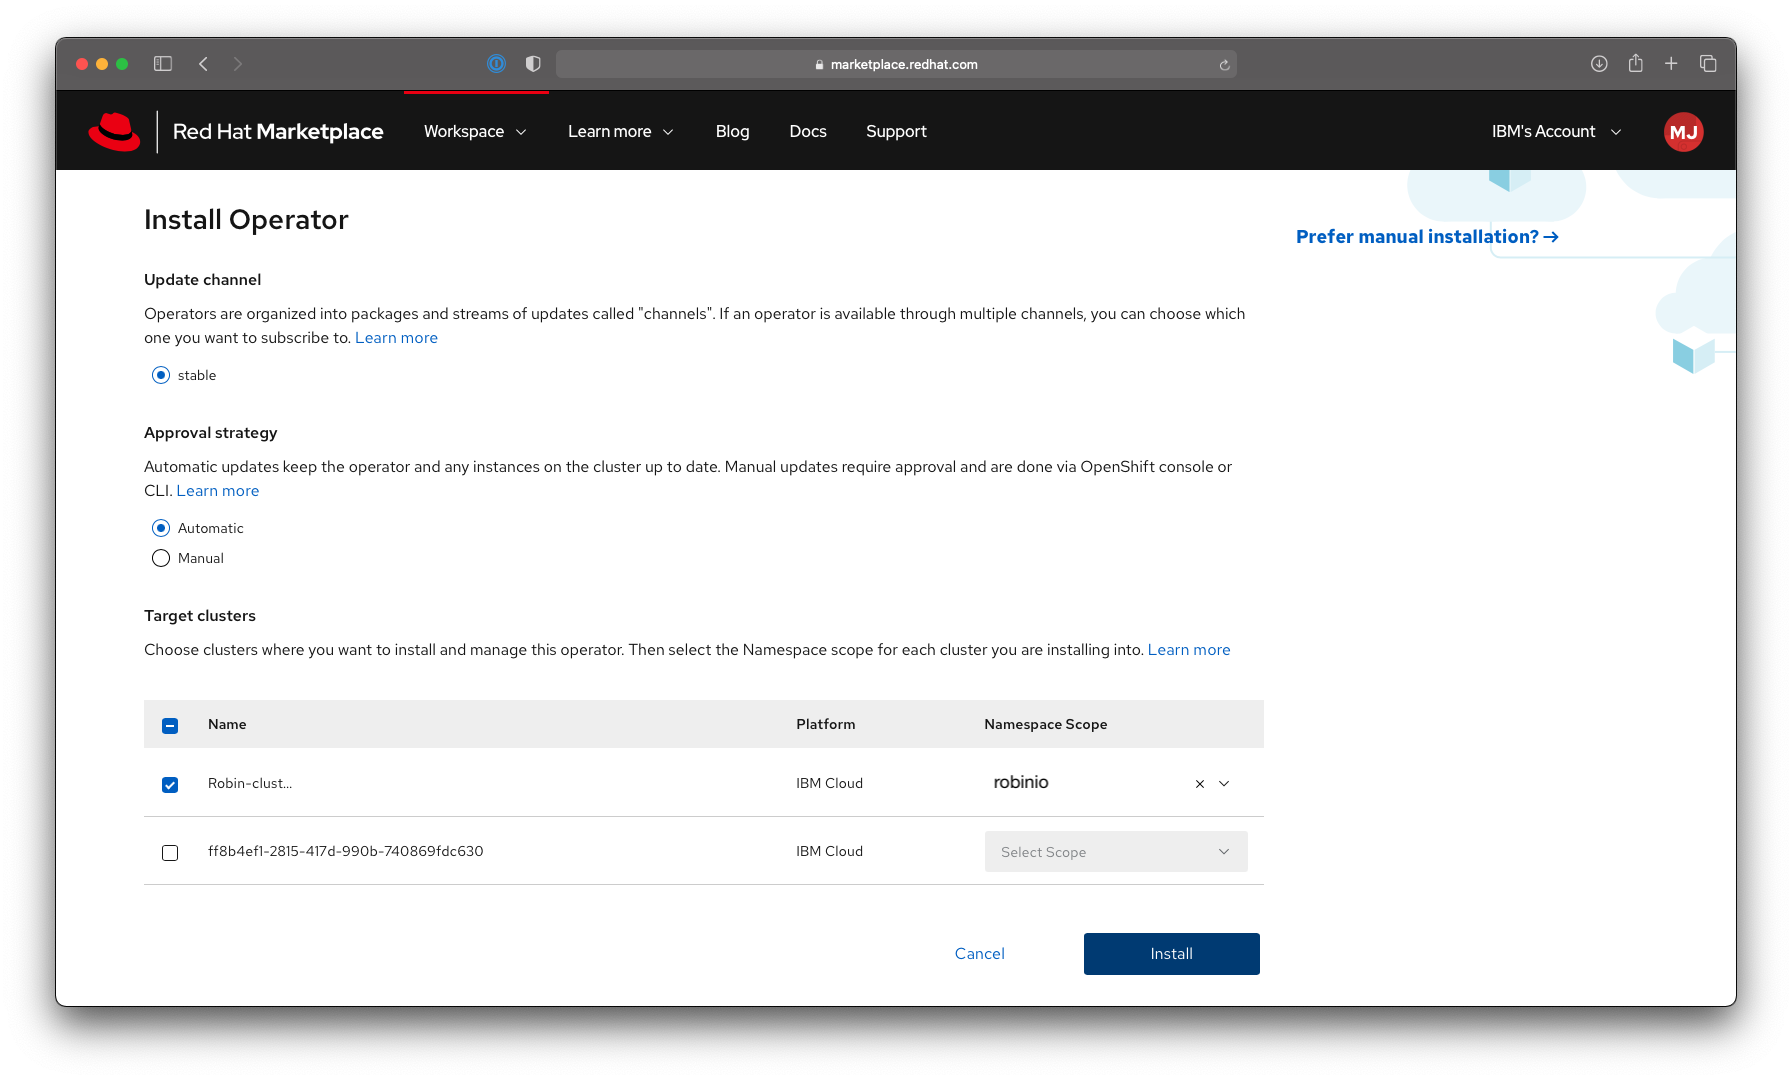 marketplace.redhat.com
Red Hat Marketplace Workspace Learn more Blog Docs Support IBM's Account MJ
Install Operator
Prefer manual installation? →
Update channel
Operators are organized into packages and streams of updates called "channels". If an operator is available through multiple channels, you can choose which
one you want to subscribe to. Learn more
stable
Approval strategy
Automatic updates keep the operator and any instances on the cluster up to date. Manual updates require approval and are done via OpenShift console or
CLI. Learn more
Automatic
Manual
Target clusters
Choose clusters where you want to install and manage this operator. Then select the Namespace scope for each cluster you are installing into. Learn more
Name Platform Namespace Scope
Robin-clust... IBM Cloud robinio
ff8b4ef1-2815-417d-990b-740869fdc630 IBM Cloud Select Scope
Cancel Install